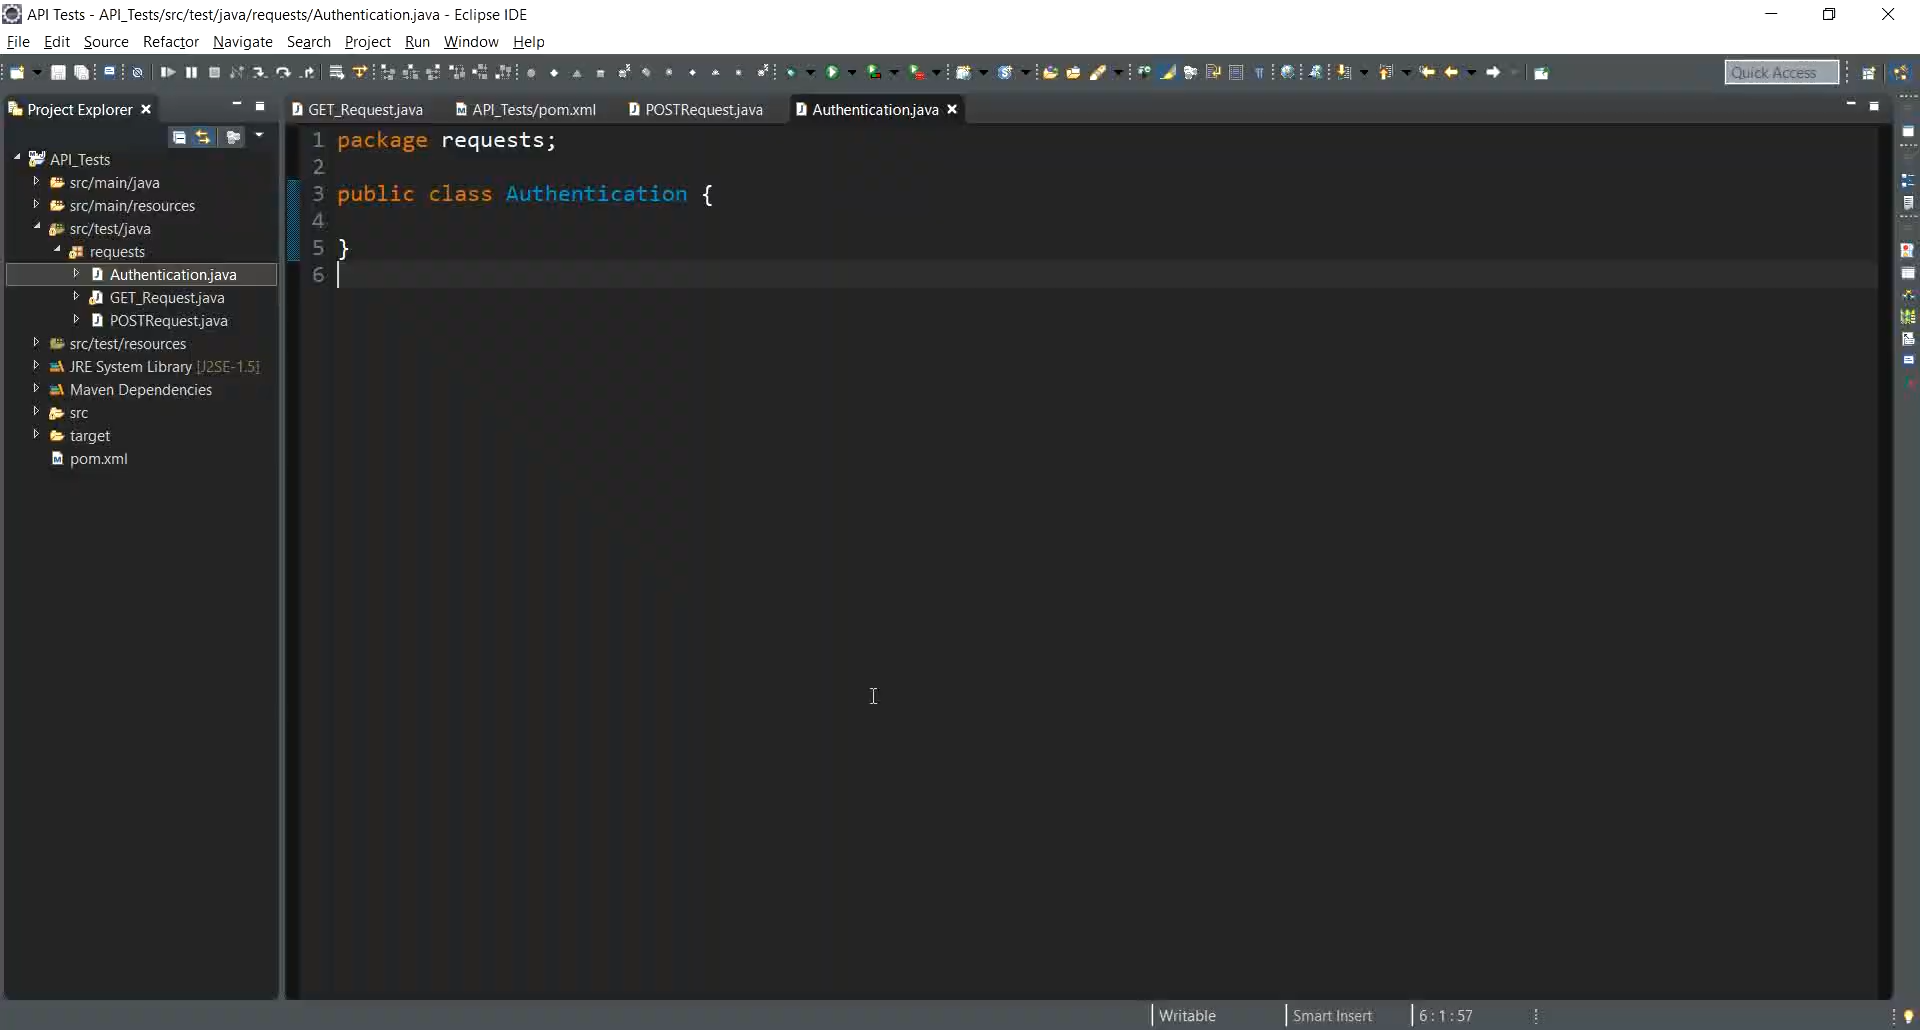 API Tests - API_Tests/src/test/java/requests/Authentication.java - Eclipse IDE
File Edit Source Refactor Navigate Search Project Run Window Help
Quick Access
Project Explorer
GET_Request.java API_Tests/pom.xml POSTRequest.java Authentication.java
API_Tests
src/main/java
src/main/resources
src/test/java
requests
Authentication.java
GET_Request.java
POSTRequest.java
src/test/resources
JRE System Library [J2SE-1.5]
Maven Dependencies
src
target
pom.xml
1 package requests;
2
3 public class Authentication {
4
5 }
6
Writable Smart Insert 6 : 1 : 57